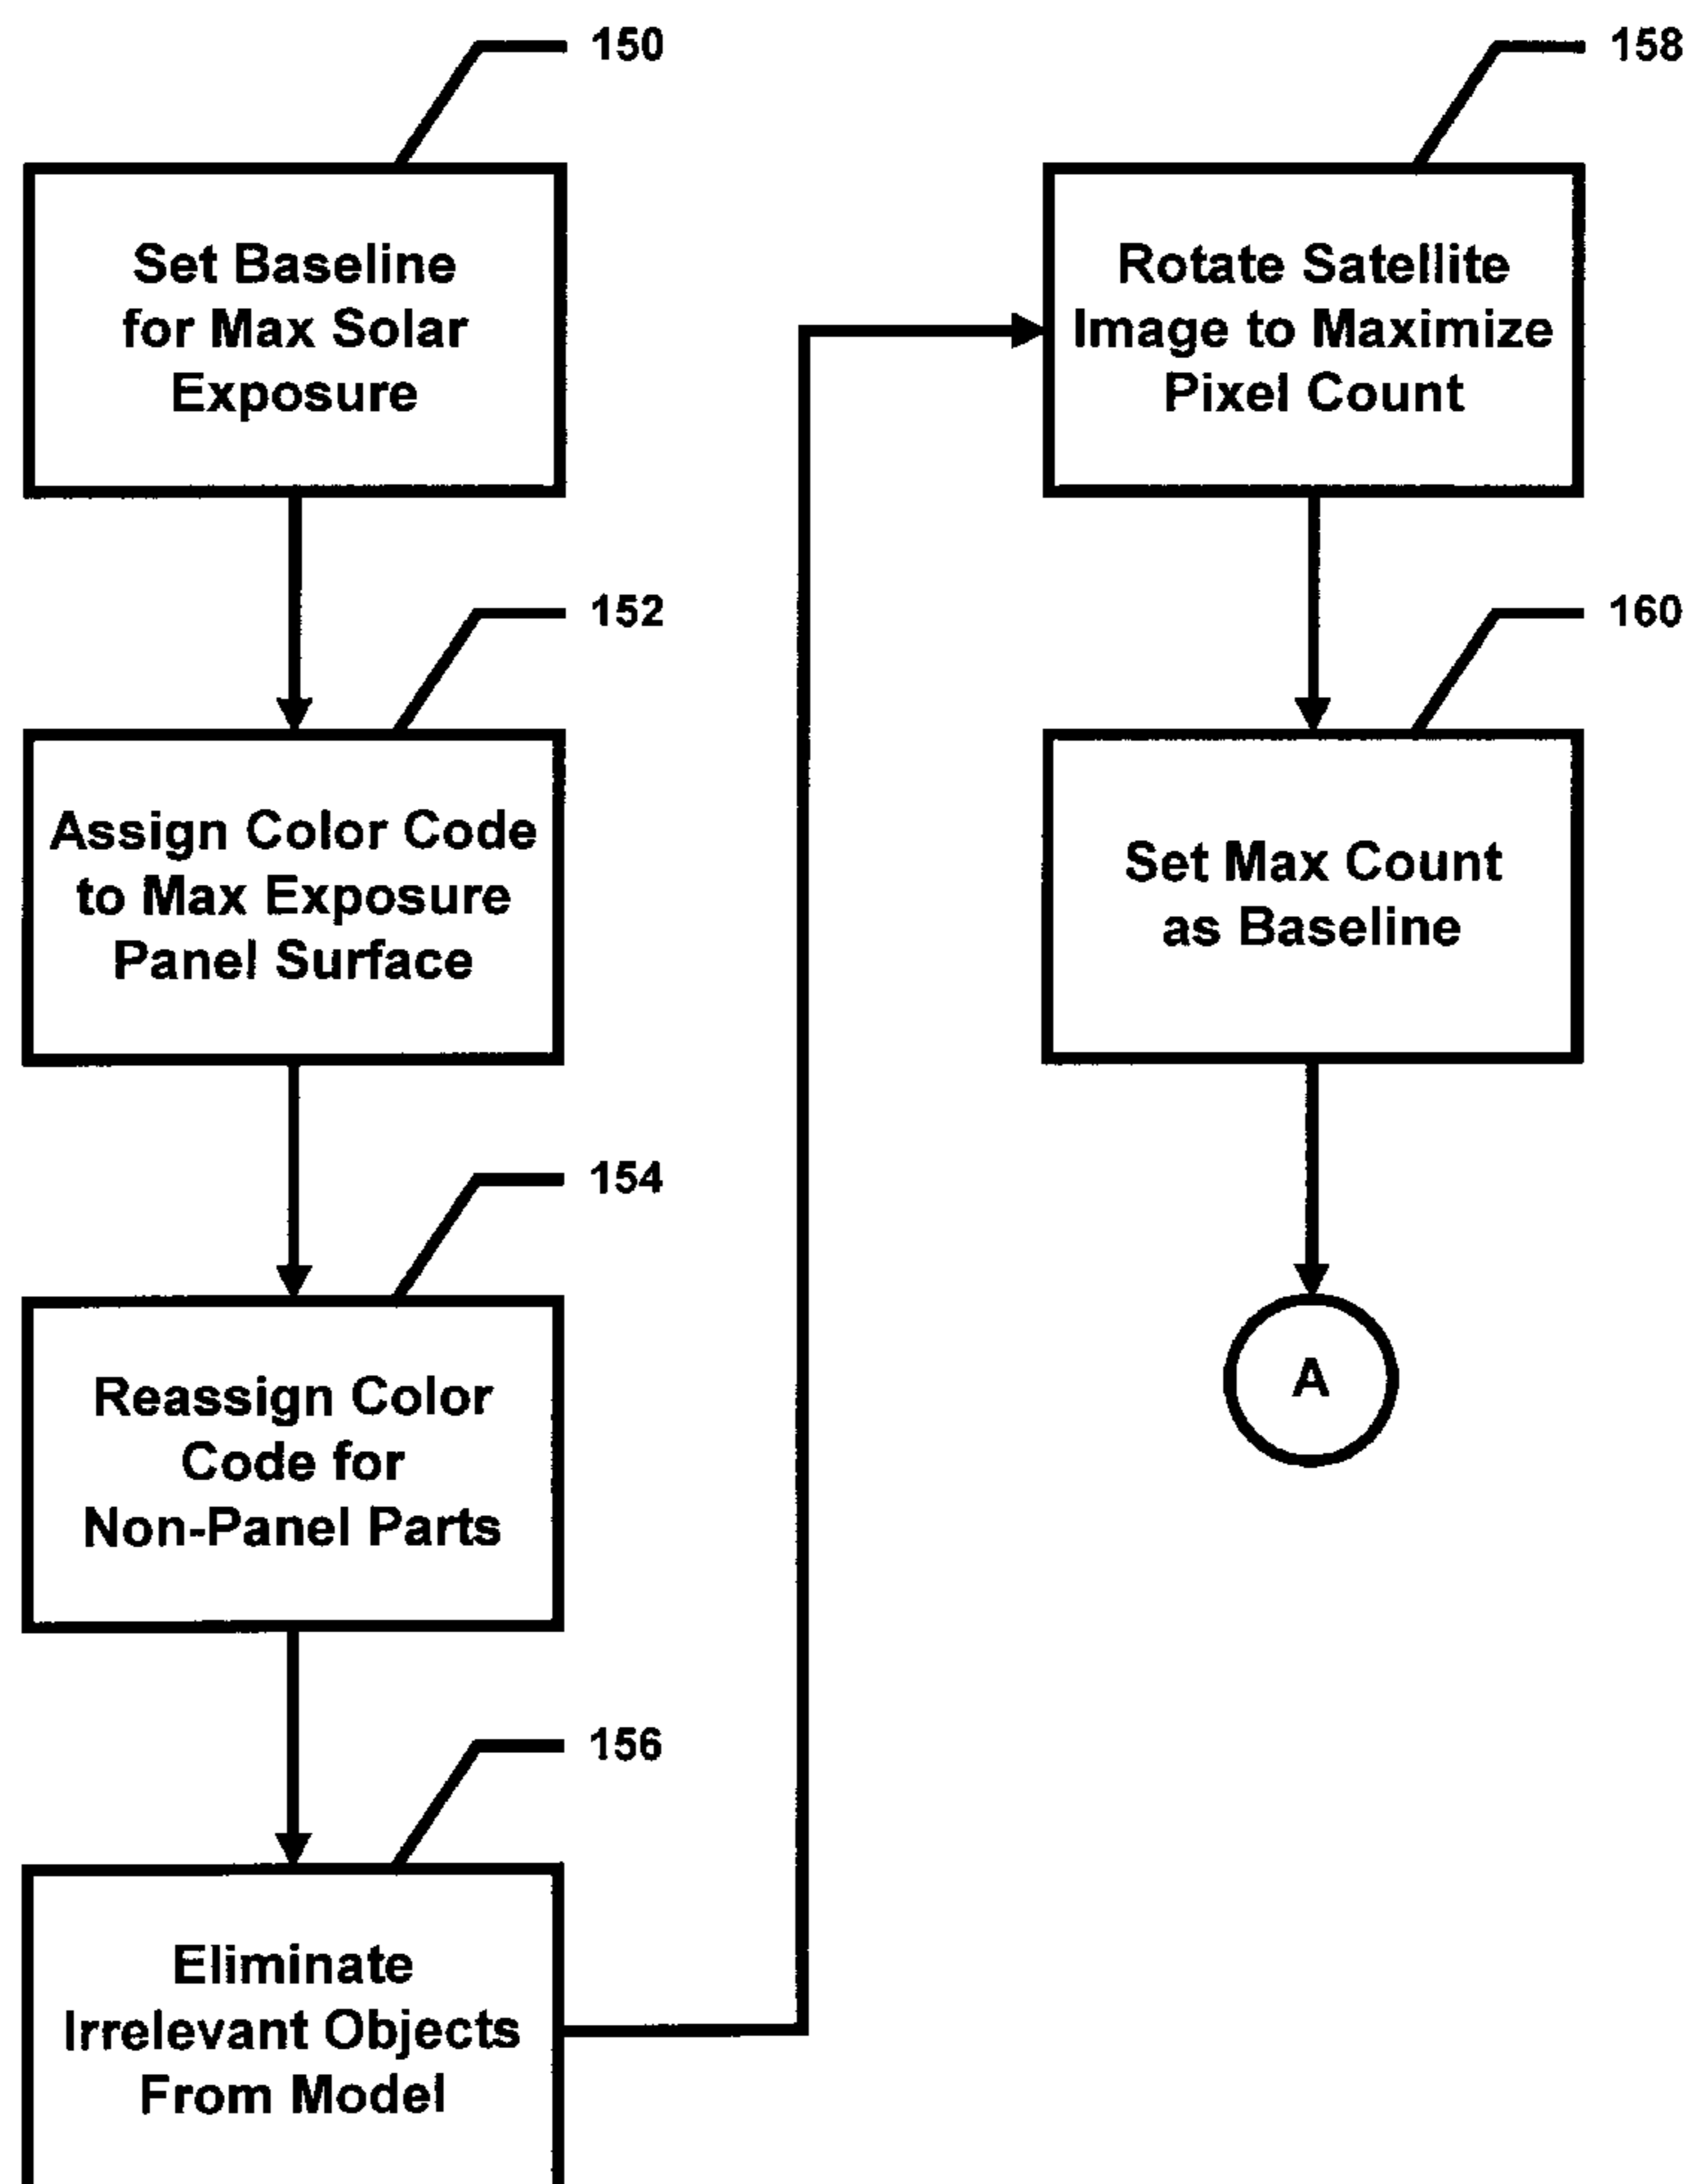 150
Set Baseline
for Max Solar
Exposure
152
Assign Color Code
to Max Exposure
Panel Surface
154
Reassign Color
Code for
Non-Panel Parts
156
Eliminate
Irrelevant Objects
From Model
158
Rotate Satellite
Image to Maximize
Pixel Count
160
Set Max Count
as Baseline
A